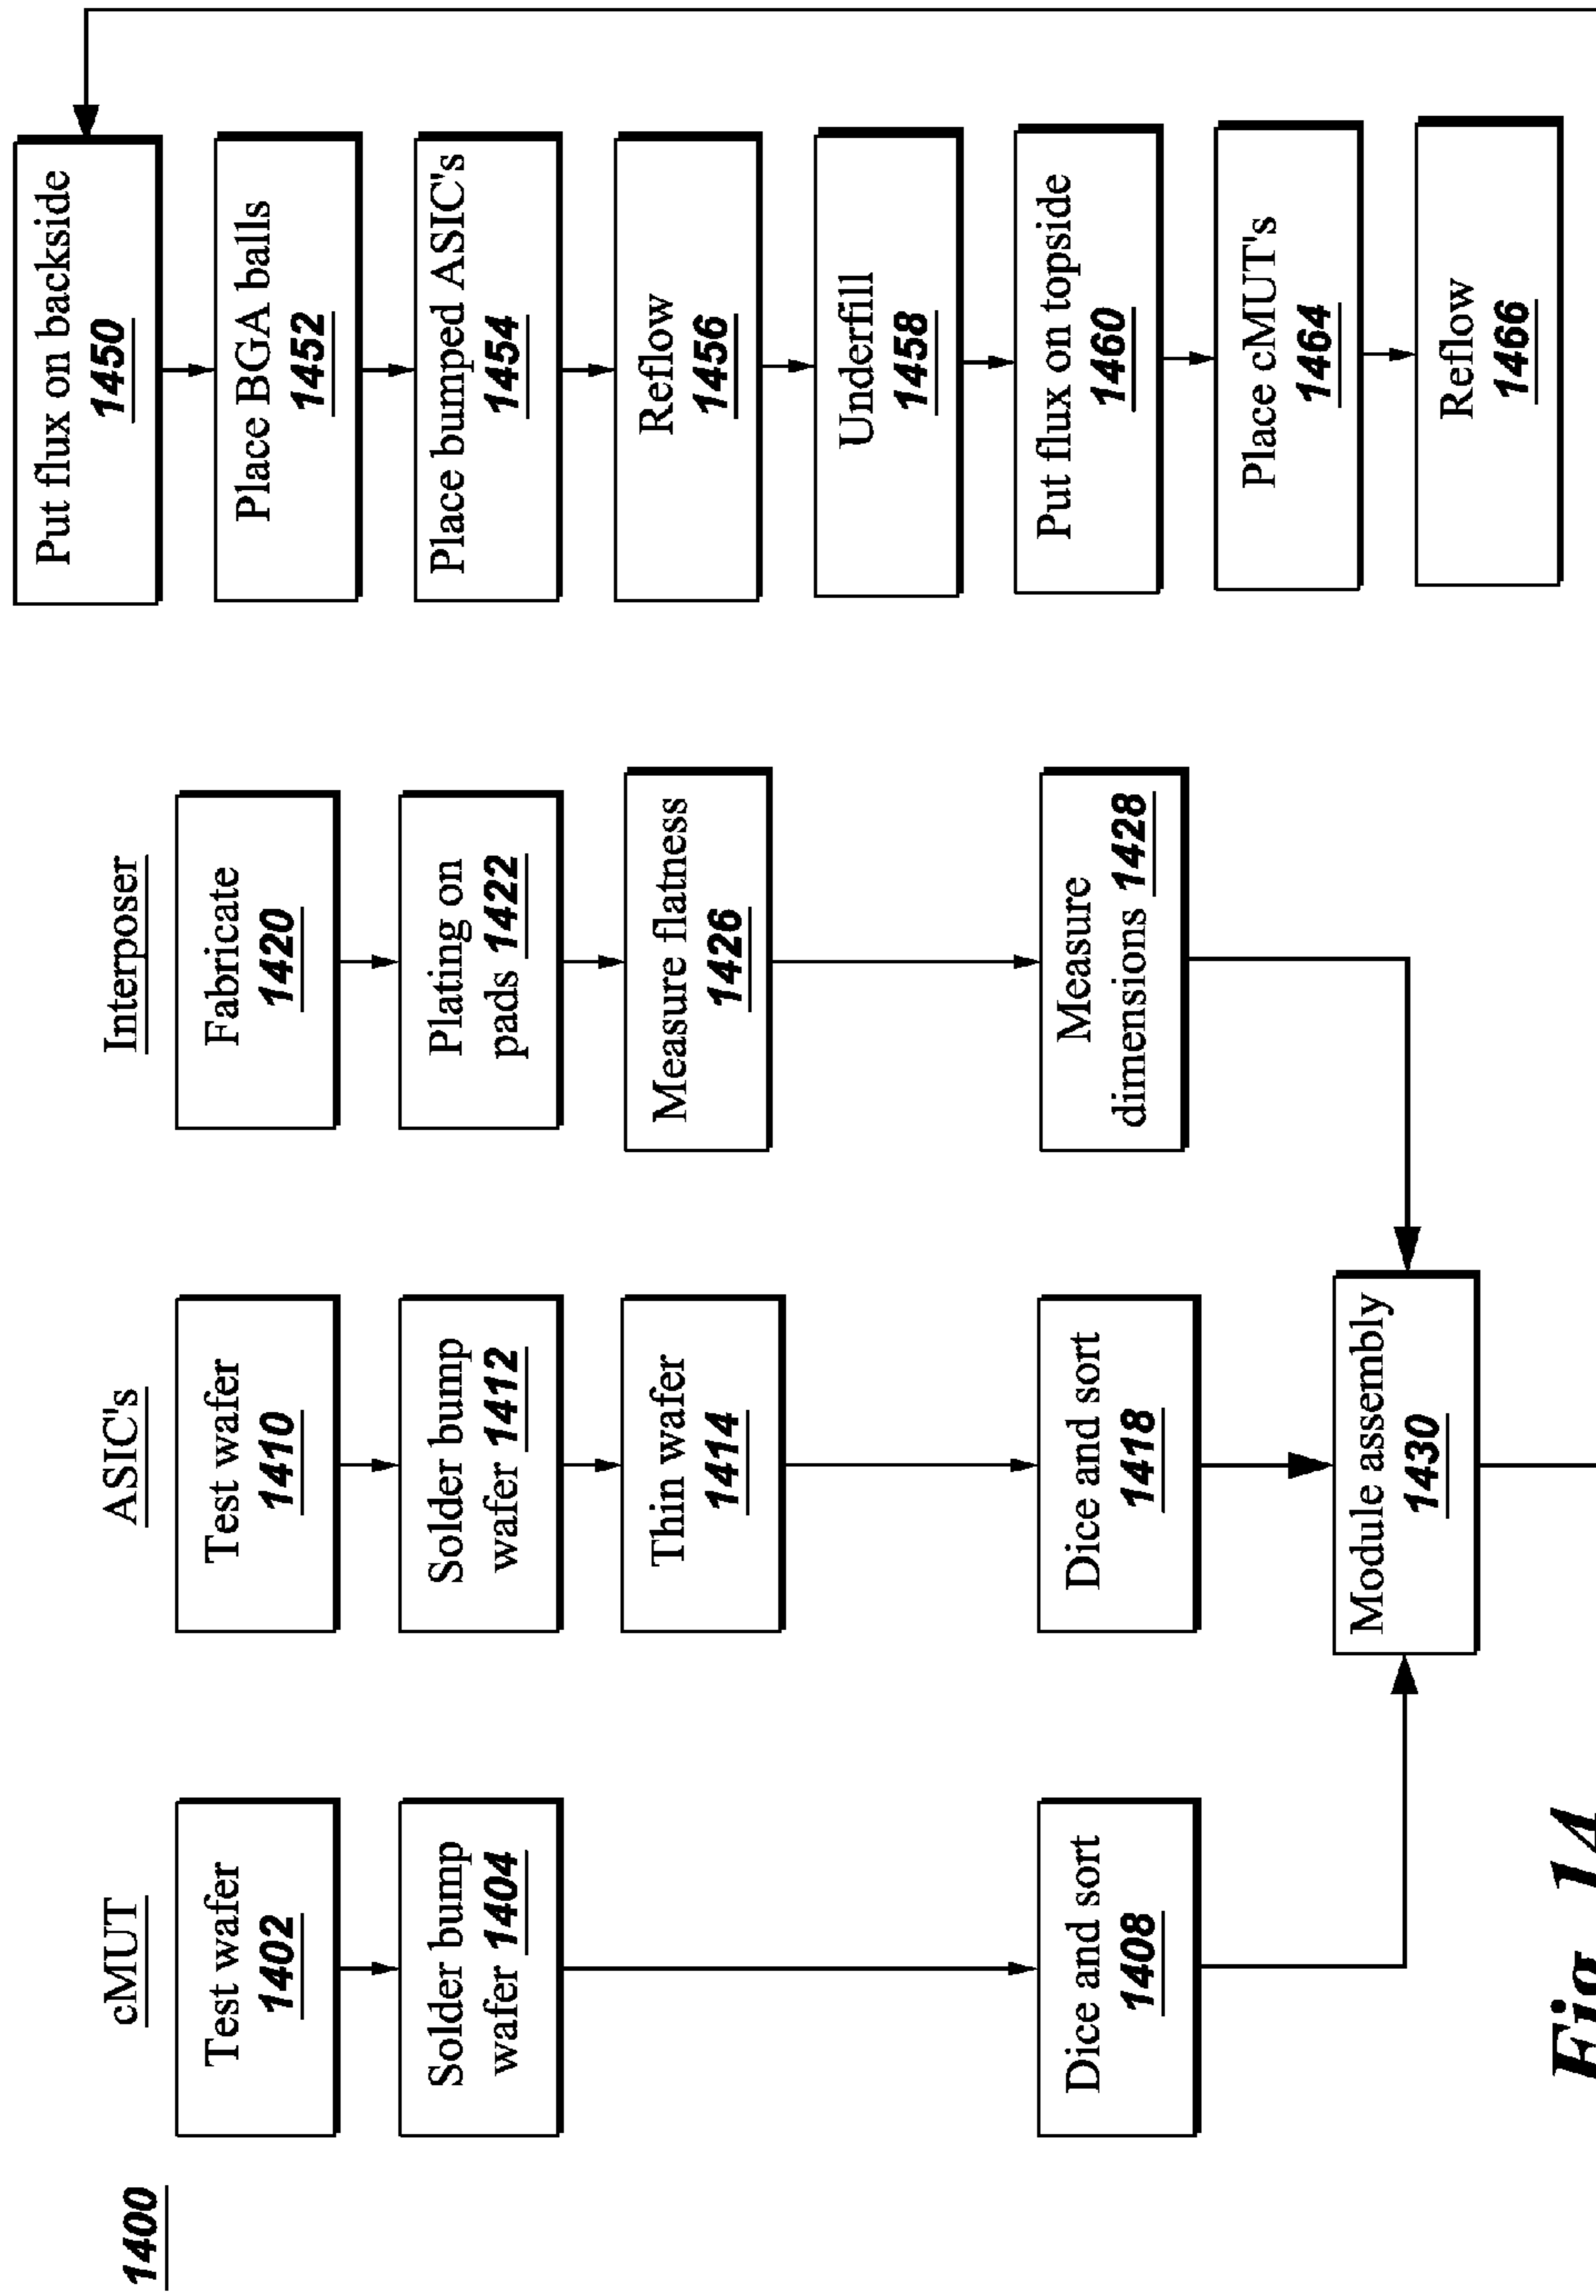 1400
cMUT
Test wafer
1402
Solder bump
wafer 1404
Dice and sort
1408
ASIC's
Test wafer
1410
Solder bump
wafer 1412
Thin wafer
1414
Dice and sort
1418
Interposer
Fabricate
1420
Plating on
pads 1422
Measure flatness
1426
Measure
dimensions 1428
Module assembly
1430
Put flux on backside
1450
Place BGA balls
1452
Place bumped ASIC's
1454
Reflow
1456
Underfill
1458
Put flux on topside
1460
Place cMUT's
1464
Reflow
1466
Fig. 14